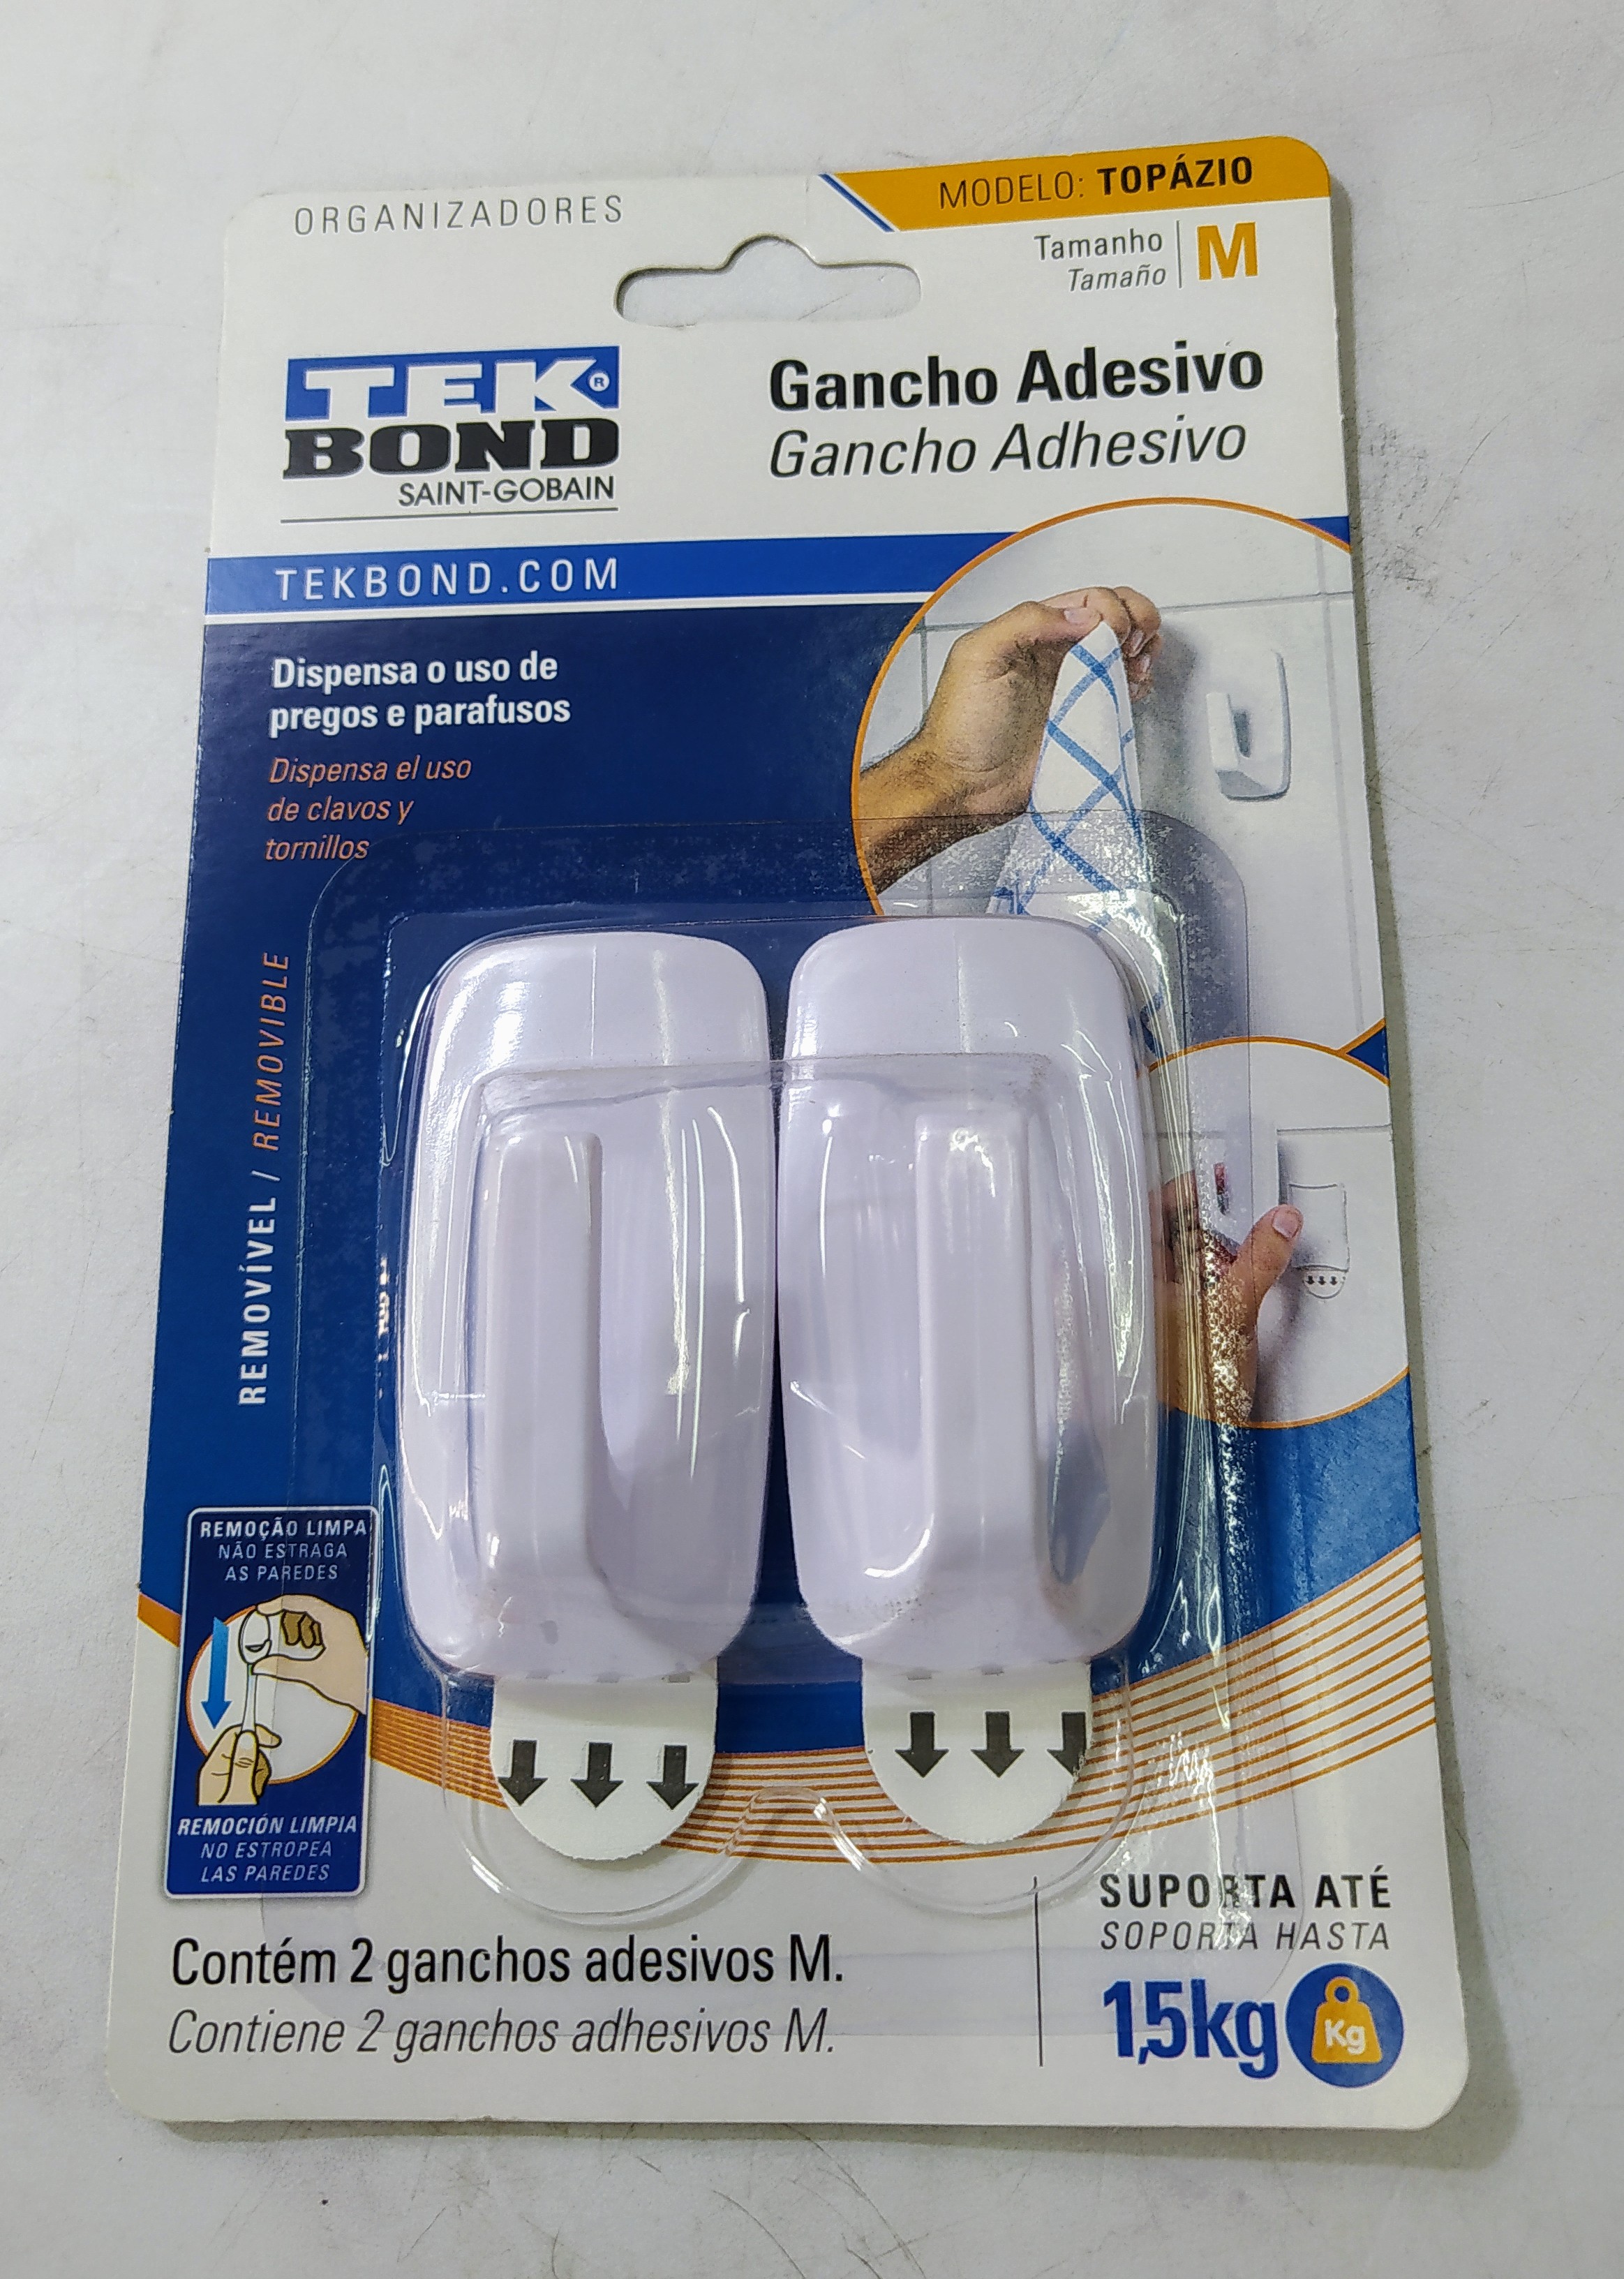 ORGANIZADORES
MODELO: TOPÁZIO
Tamanho
Tamaño
M
TEK®
BOND
SAINT-GOBAIN
Gancho Adesivo
Gancho Adhesivo
TEKBOND.COM
Dispensa o uso de
pregos e parafusos
Dispensa el uso
de clavos y
tornillos
REMOVÍVEL / REMOVIBLE
REMOÇÃO LIMPA
NÃO ESTRAGA
AS PAREDES
REMOCIÓN LIMPIA
NO ESTROPEA
LAS PAREDES
Contém 2 ganchos adesivos M.
Contiene 2 ganchos adhesivos M.
SUPORTA ATÉ
SOPORTA HASTA
1,5kg
Kg